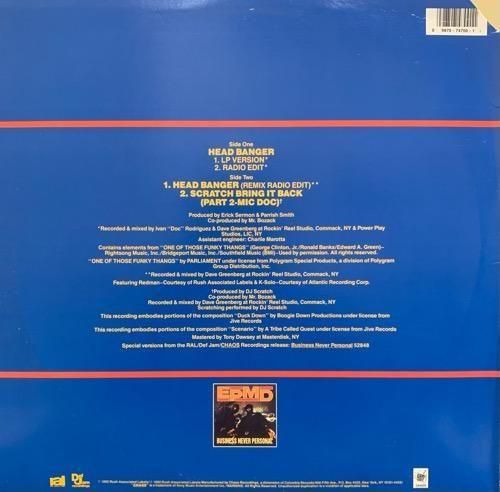 Side One
HEAD BANGER
1. LP VERSION*
2. RADIO EDIT*
Side Two
1. HEAD BANGER (REMIX RADIO EDIT)**
2. SCRATCH BRING IT BACK
(PART 2-MIC DOC)†
Produced by Erick Sermon and Parrish Smith
Co-produced by Mr. Bozack
*Recorded & mixed by Ivan "Doc" Rodriguez & Dave Greenberg at Rockin' Reel Studio, Commack, NY & Power Play
Studios, LIC, NY
Assistant engineer: Charlie Marotta
Contains elements from "ONE OF THOSE FUNKY THANGS" (George Clinton, Jr./Ronald Banks/Edward A. Green)–
Rightsong Music, Inc./Bridgeport Music, Inc./Southfield Music (BMI)–Used by permission. All rights reserved.
"ONE OF THOSE FUNKY THANGS" by PARLIAMENT under license from Polygram Special Products, a division of Polygram
Group Distribution, Inc.
**Recorded & mixed by Dave Greenberg at Rockin' Reel Studio, Commack, NY
Featuring Redman–Courtesy of Rush Associated Labels & K-Solo–Courtesy of Atlantic Recording Corp.
†Produced by DJ Scratch
Co-produced by Mr. Bozack
Recorded & mixed by Dave Greenberg at Rockin' Reel Studio, Commack, NY
Scratching performed by DJ Scratch
This recording embodies portions of the composition "Duck Down" by Boogie Down Productions under license from
Jive Records
This recording embodies portions of the composition "Scenario" by A Tribe Called Quest under license from Jive Records
Mastered by Tony Dawsey at Masterdisk, NY
Special versions from the RAL/Def Jam/CHAOS Recordings release: Business Never Personal 52848
EPMD
BUSINESS NEVER PERSONAL
ral
Def Jam
recordings